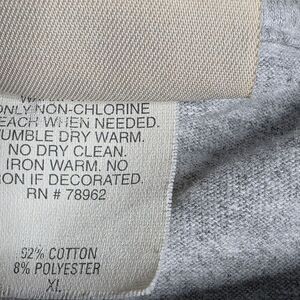 ONLY NON-CHLORINE
EACH WHEN NEEDED.
UMBLE DRY WARM.
NO DRY CLEAN.
IRON WARM. NO
ON IF DECORATED.
RN # 78962
92% COTTON
8% POLYESTER
XL